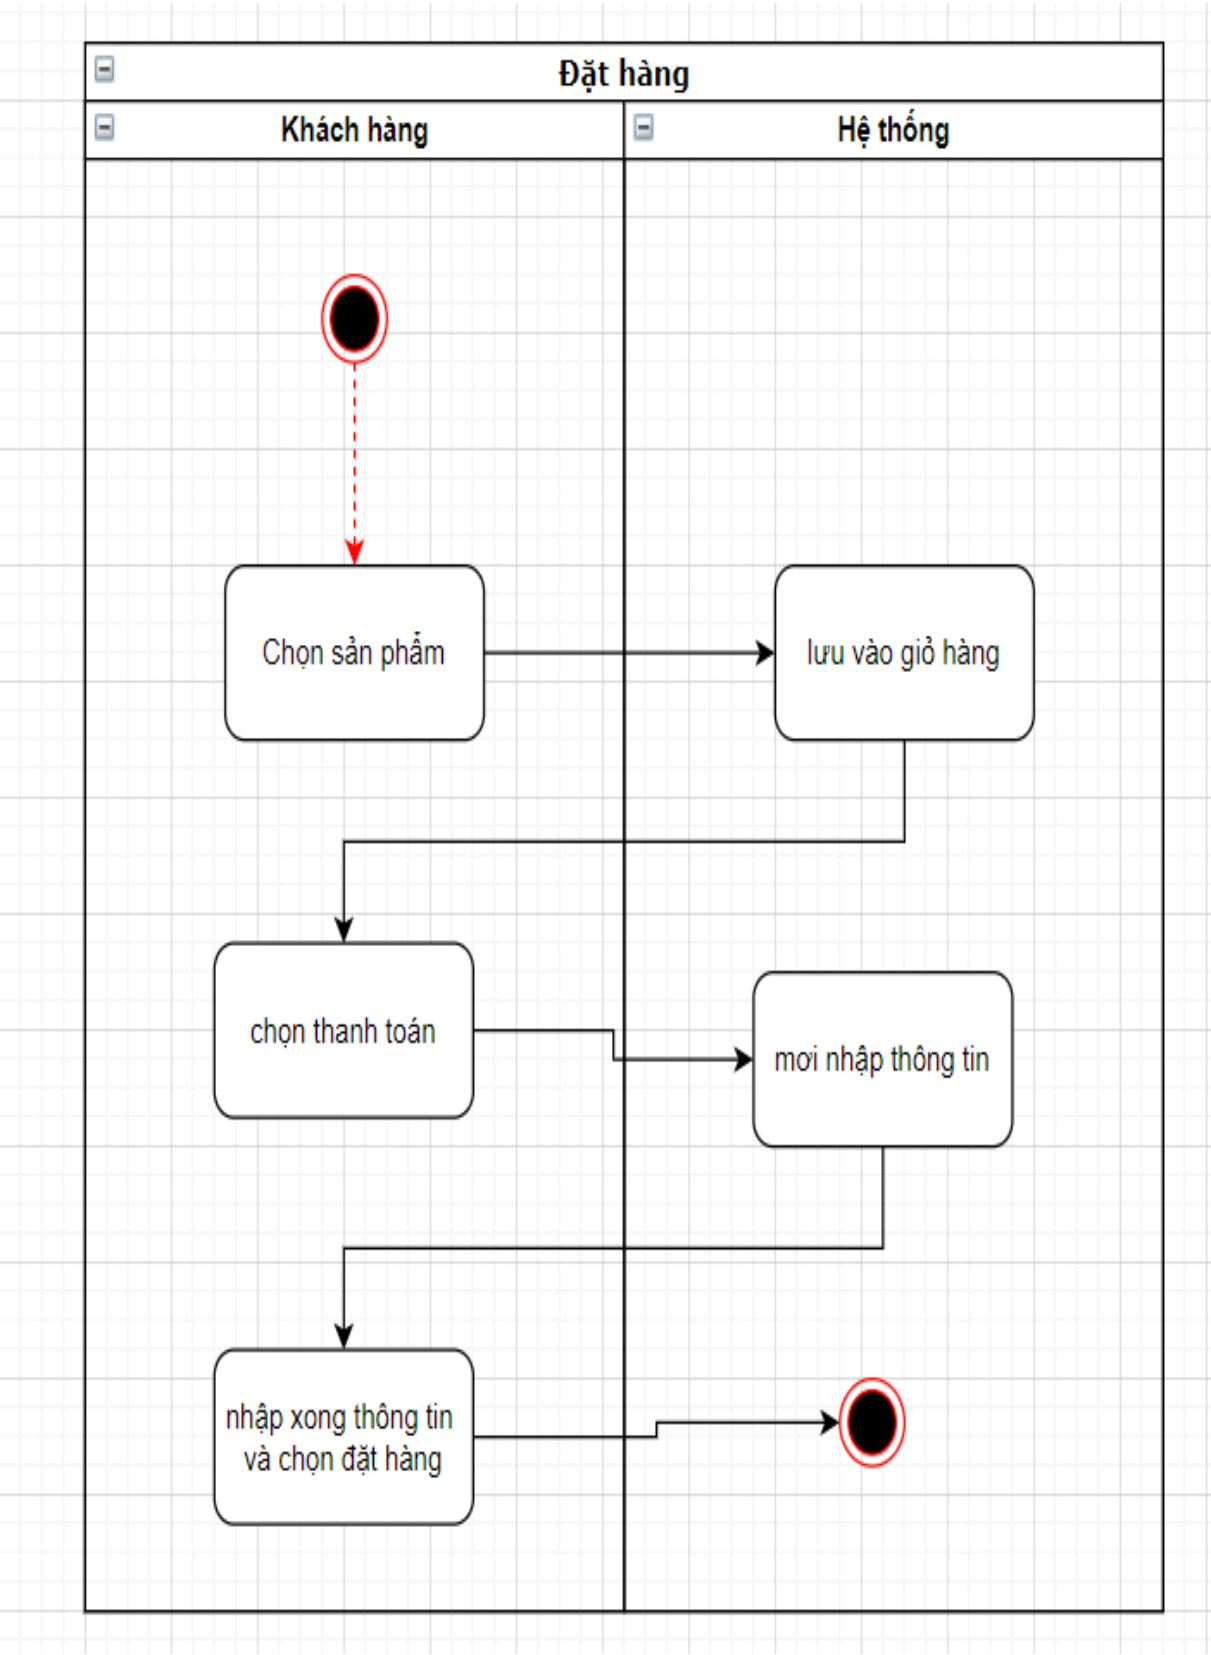 Đặt hàng
Khách hàng
Hệ thống
Chọn sản phẩm
lưu vào giỏ hàng
chọn thanh toán
mơi nhập thông tin
nhập xong thông tin
và chọn đặt hàng